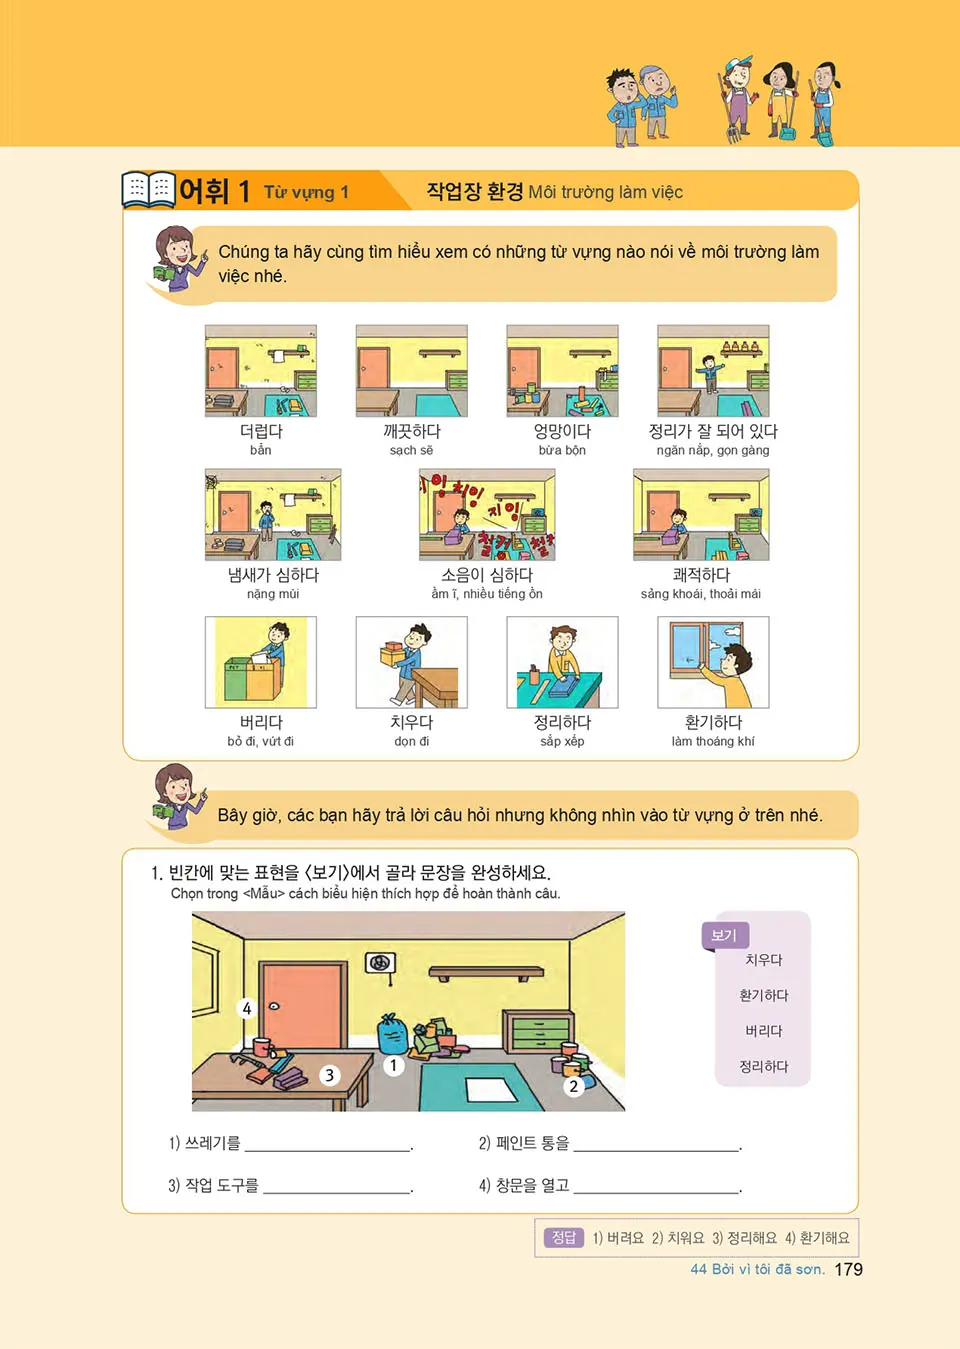 어휘 1 Từ vựng 1 작업장 환경 Môi trường làm việc
Chúng ta hãy cùng tìm hiểu xem có những từ vựng nào nói về môi trường làm
việc nhé.
더럽다 깨끗하다 엉망이다 정리가 잘 되어 있다
bẩn sạch sẽ bừa bộn ngăn nắp, gọn gàng
지잉 치잉 지잉
냄새가 심하다 소음이 심하다 쾌적하다
nặng mùi ầm ĩ, nhiều tiếng ồn sảng khoái, thoải mái
버리다 치우다 정리하다 환기하다
bỏ đi, vứt đi dọn đi sắp xếp làm thoáng khí
Bây giờ, các bạn hãy trả lời câu hỏi nhưng không nhìn vào từ vựng ở trên nhé.
1. 빈칸에 맞는 표현을 〈보기〉에서 골라 문장을 완성하세요.
Chọn trong <Mẫu> cách biểu hiện thích hợp để hoàn thành câu.
보기
치우다
환기하다
버리다
정리하다
4
1
3
2
1) 쓰레기를 ____________________. 2) 페인트 통을 ____________________.
3) 작업 도구를 ____________________. 4) 창문을 열고 ____________________.
정답 1) 버려요 2) 치워요 3) 정리해요 4) 환기해요
44 Bởi vì tôi đã sơn. 179